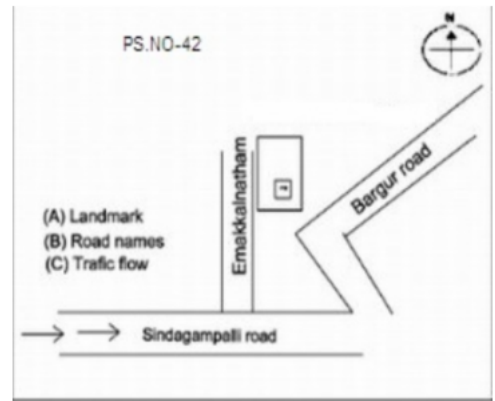 N
PS.NO-42
Emakkalnatham
Bargur road
(A) Landmark
(B) Road names
(C) Trafic flow
Sindagampalli road